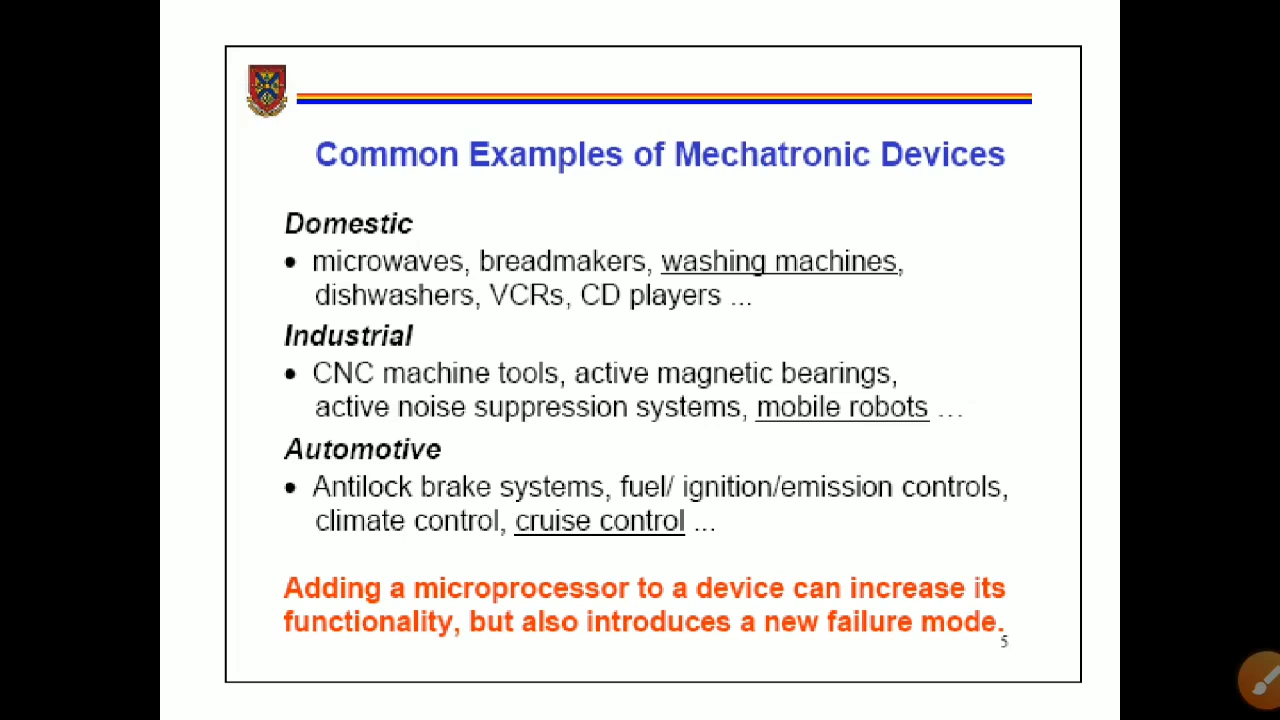 Common Examples of Mechatronic Devices
Domestic
• microwaves, breadmakers, washing machines,
dishwashers, VCRs, CD players ...
Industrial
• CNC machine tools, active magnetic bearings,
active noise suppression systems, mobile robots ...
Automotive
• Antilock brake systems, fuel/ ignition/emission controls,
climate control, cruise control ...
Adding a microprocessor to a device can increase its
functionality, but also introduces a new failure mode.
5